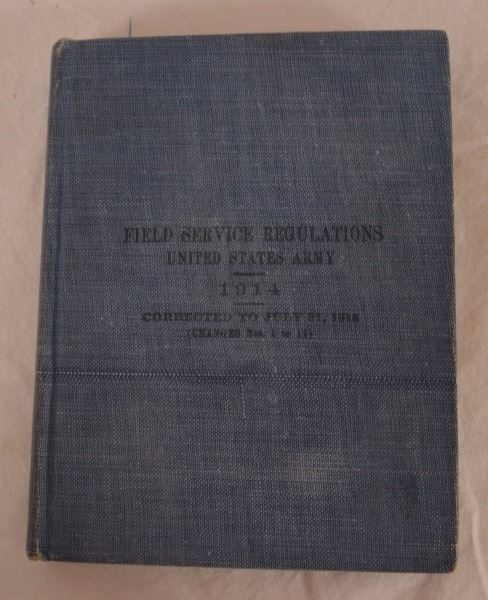 FIELD SERVICE REGULATIONS
UNITED STATES ARMY
1914
CORRECTED TO JULY 31, 1918
(CHANGES Nos. 1 to 11)